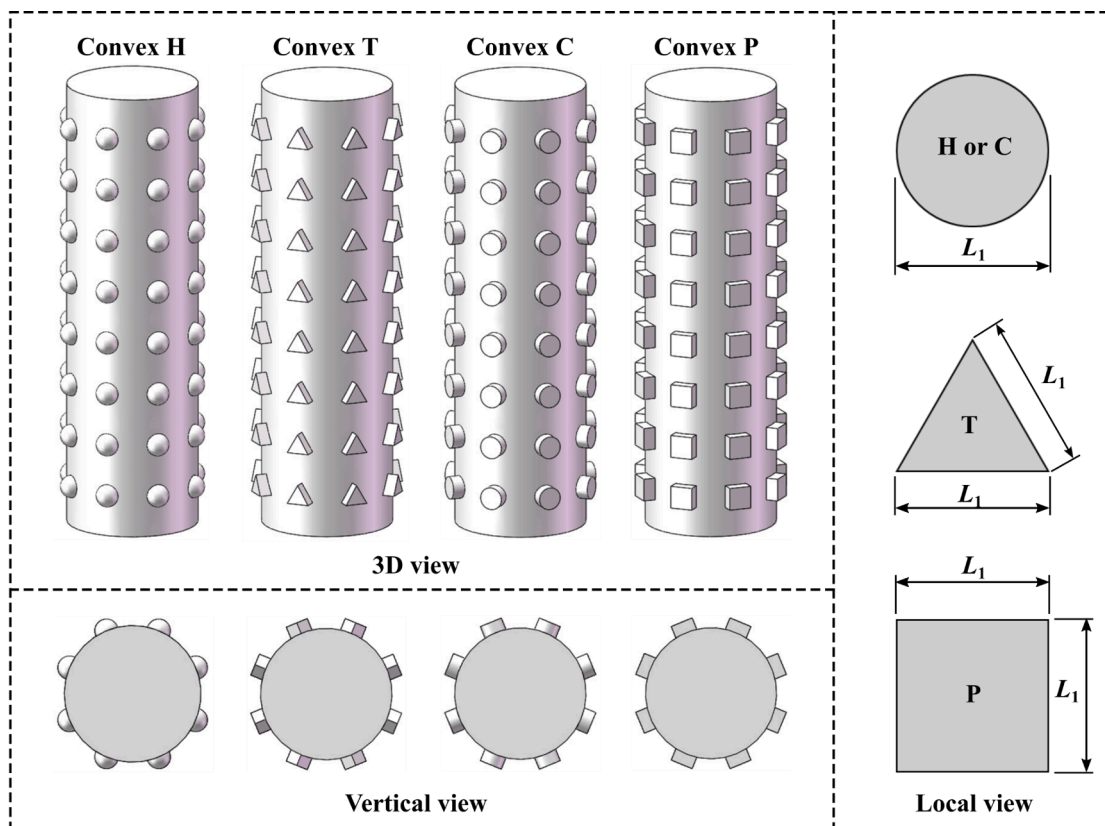 Convex H
Convex T
Convex C
Convex P
3D view
Vertical view
H or C
L1
T
L1
L1
L1
P
L1
Local view